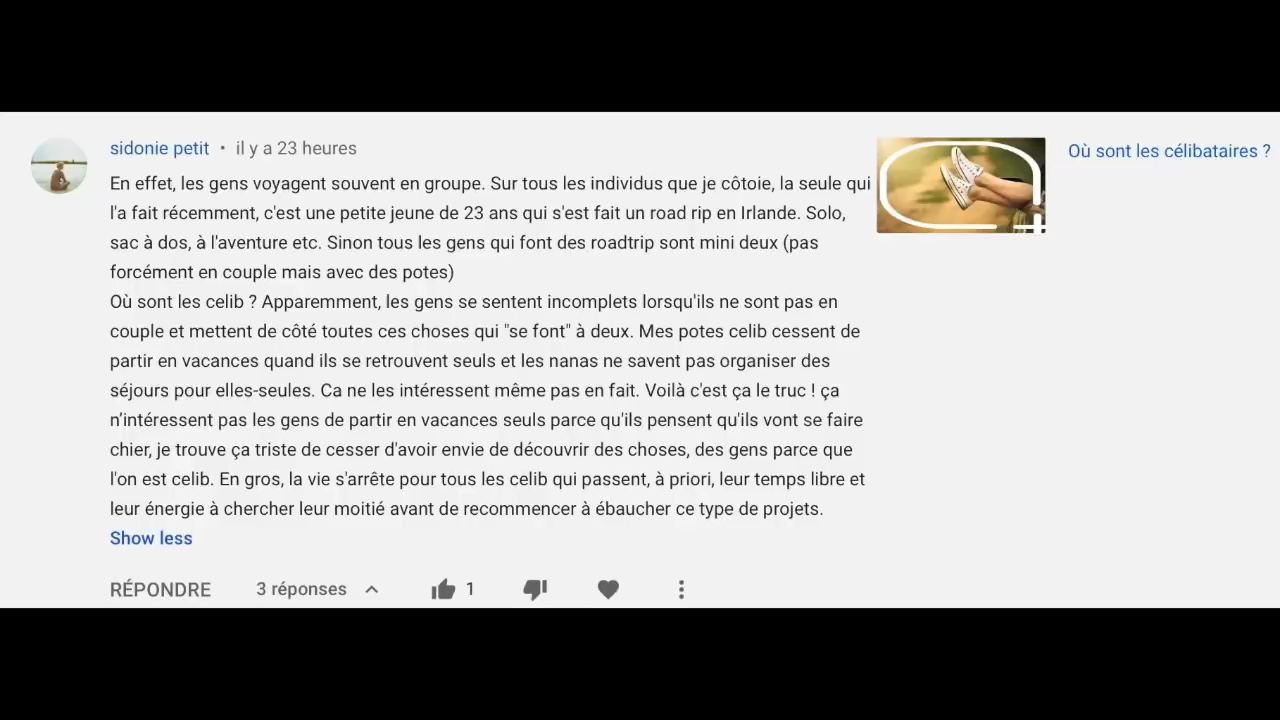 sidonie petit • il y a 23 heures
En effet, les gens voyagent souvent en groupe. Sur tous les individus que je côtoie, la seule qui
l'a fait récemment, c'est une petite jeune de 23 ans qui s'est fait un road rip en Irlande. Solo,
sac à dos, à l'aventure etc. Sinon tous les gens qui font des roadtrip sont mini deux (pas
forcément en couple mais avec des potes)
Où sont les celib ? Apparemment, les gens se sentent incomplets lorsqu'ils ne sont pas en
couple et mettent de côté toutes ces choses qui "se font" à deux. Mes potes celib cessent de
partir en vacances quand ils se retrouvent seuls et les nanas ne savent pas organiser des
séjours pour elles-seules. Ca ne les intéressent même pas en fait. Voilà c'est ça le truc ! ça
n’intéressent pas les gens de partir en vacances seuls parce qu'ils pensent qu'ils vont se faire
chier, je trouve ça triste de cesser d'avoir envie de découvrir des choses, des gens parce que
l'on est celib. En gros, la vie s'arrête pour tous les celib qui passent, à priori, leur temps libre et
leur énergie à chercher leur moitié avant de recommencer à ébaucher ce type de projets.
Show less
RÉPONDRE 3 réponses 1
Où sont les célibataires ?